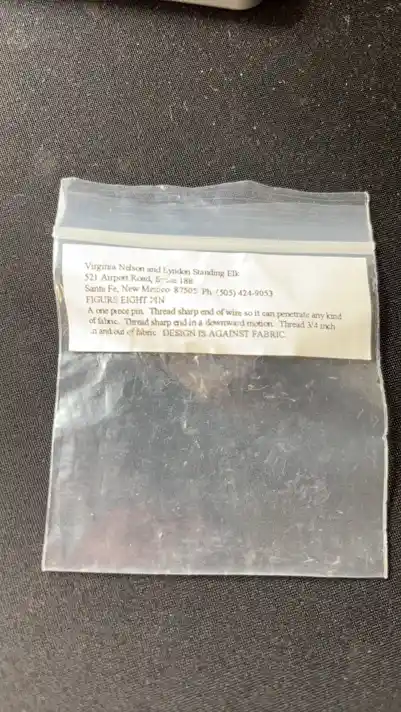 Virginia Nelson and Lyndon Standing Elk
521 Airport Road, 188
Santa Fe, New Mexico 87505 Ph (505) 424-9053
FIGURE EIGHT PIN
A one piece pin. Thread sharp end of wire so it can penetrate any kind
of fabric. Thread sharp end in a downward motion. Thread 3/4 inch
in and out of fabric. DESIGN IS AGAINST FABRIC.